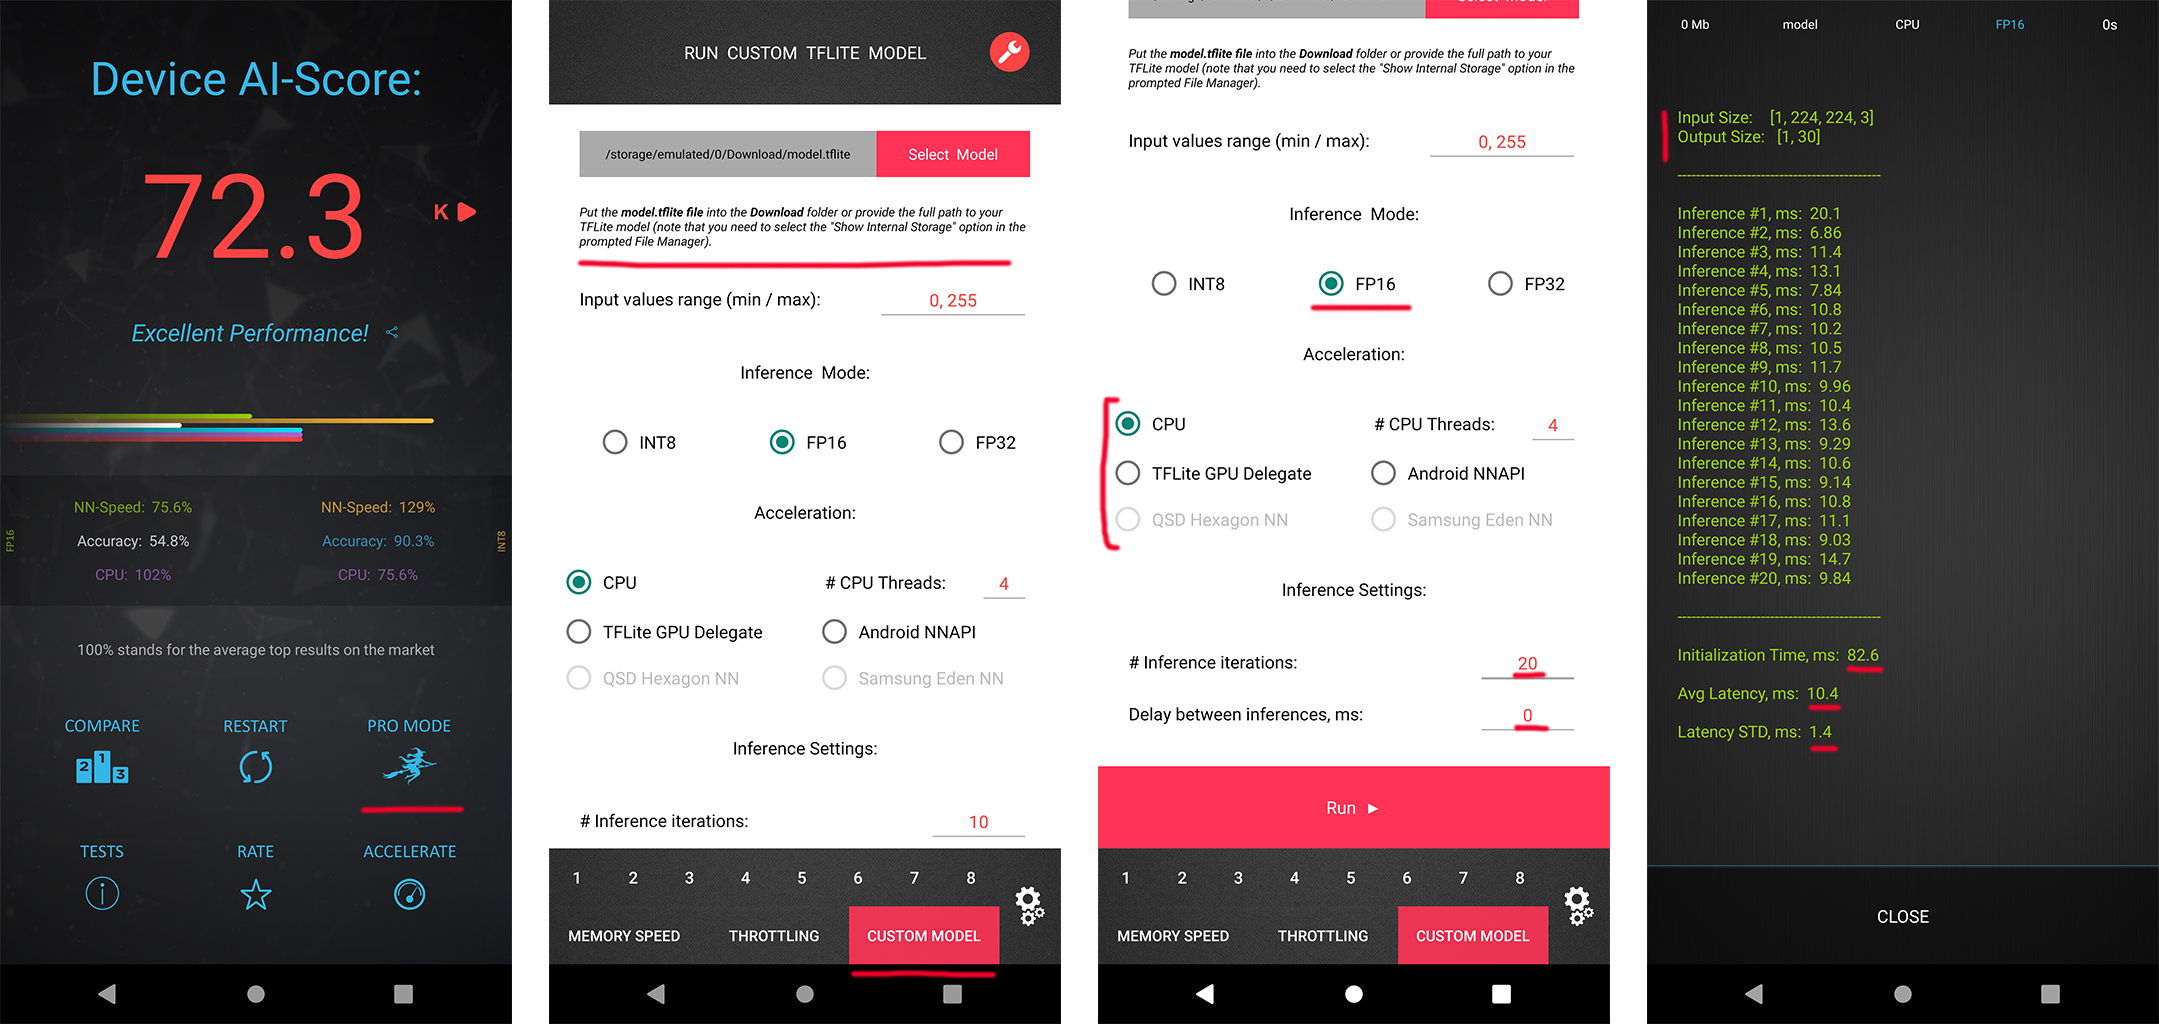 Device AI-Score:
72.3
K
Excellent Performance!
FP16
NN-Speed: 75.6%
Accuracy: 54.8%
CPU: 102%
NN-Speed: 129%
Accuracy: 90.3%
CPU: 75.6%
INT8
100% stands for the average top results on the market
COMPARE
RESTART
PRO MODE
2 1 3
TESTS
RATE
ACCELERATE
RUN CUSTOM TFLITE MODEL
/storage/emulated/0/Download/model.tflite
Select Model
Put the model.tflite file into the Download folder or provide the full path to your
TFLite model (note that you need to select the "Show Internal Storage" option in the
prompted File Manager).
Input values range (min / max): 0, 255
Inference Mode:
INT8 FP16 FP32
Acceleration:
CPU # CPU Threads: 4
TFLite GPU Delegate Android NNAPI
QSD Hexagon NN Samsung Eden NN
Inference Settings:
# Inference iterations: 10
1 2 3 4 5 6 7 8
MEMORY SPEED THROTTLING CUSTOM MODEL
Put the model.tflite file into the Download folder or provide the full path to your
TFLite model (note that you need to select the "Show Internal Storage" option in the
prompted File Manager).
Input values range (min / max): 0, 255
Inference Mode:
INT8 FP16 FP32
Acceleration:
CPU # CPU Threads: 4
TFLite GPU Delegate Android NNAPI
QSD Hexagon NN Samsung Eden NN
Inference Settings:
# Inference iterations: 20
Delay between inferences, ms: 0
Run
1 2 3 4 5 6 7 8
MEMORY SPEED THROTTLING CUSTOM MODEL
0 Mb model CPU FP16 0s
Input Size: [1, 224, 224, 3]
Output Size: [1, 30]
Inference #1, ms: 20.1
Inference #2, ms: 6.86
Inference #3, ms: 11.4
Inference #4, ms: 13.1
Inference #5, ms: 7.84
Inference #6, ms: 10.8
Inference #7, ms: 10.2
Inference #8, ms: 10.5
Inference #9, ms: 11.7
Inference #10, ms: 9.96
Inference #11, ms: 10.4
Inference #12, ms: 13.6
Inference #13, ms: 9.29
Inference #14, ms: 10.6
Inference #15, ms: 9.14
Inference #16, ms: 10.8
Inference #17, ms: 11.1
Inference #18, ms: 9.03
Inference #19, ms: 14.7
Inference #20, ms: 9.84
Initialization Time, ms: 82.6
Avg Latency, ms: 10.4
Latency STD, ms: 1.4
CLOSE